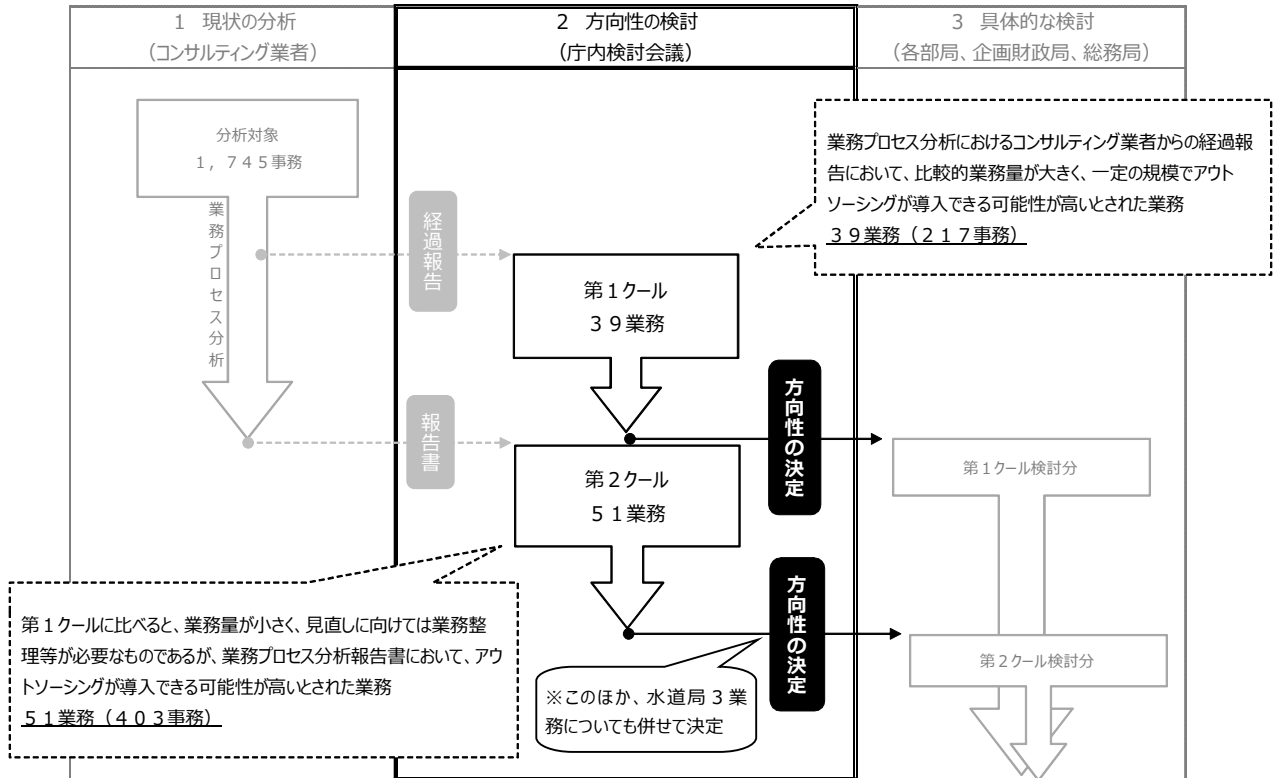 1 現状の分析
（コンサルティング業者）
2 方向性の検討
（庁内検討会議）
3 具体的な検討
（各部局、企画財政局、総務局）
分析対象
１，７４５事務
業務プロセス分析
経過報告
業務プロセス分析におけるコンサルティング業者からの経過報
告において、比較的業務量が大きく、一定の規模でアウト
ソーシングが導入できる可能性が高いとされた業務
３９業務（２１７事務）
第１クール
３９業務
方向性の決定
報告書
第１クール検討分
第２クール
５１業務
方向性の決定
第１クールに比べると、業務量が小さく、見直しに向けては業務整
理等が必要なものであるが、業務プロセス分析報告書において、アウ
トソーシングが導入できる可能性が高いとされた業務
５１業務（４０３事務）
※このほか、水道局３業
務についても併せて決定
第２クール検討分